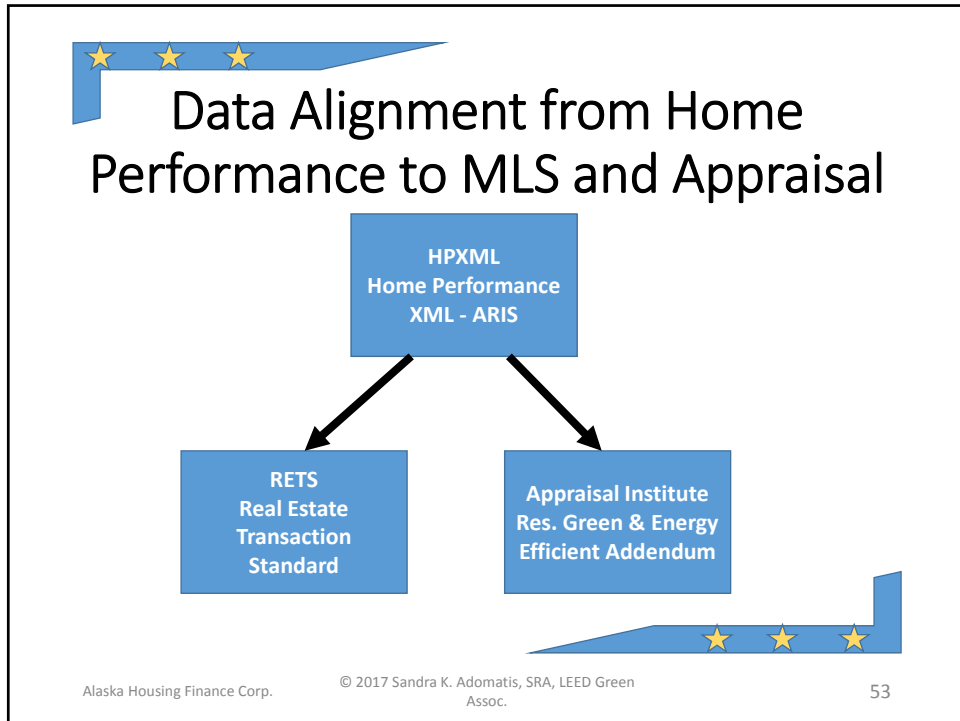 Data Alignment from Home
Performance to MLS and Appraisal
HPXML
Home Performance
XML - ARIS
RETS
Real Estate
Transaction
Standard
Appraisal Institute
Res. Green & Energy
Efficient Addendum
Alaska Housing Finance Corp.
© 2017 Sandra K. Adomatis, SRA, LEED Green
Assoc.
53